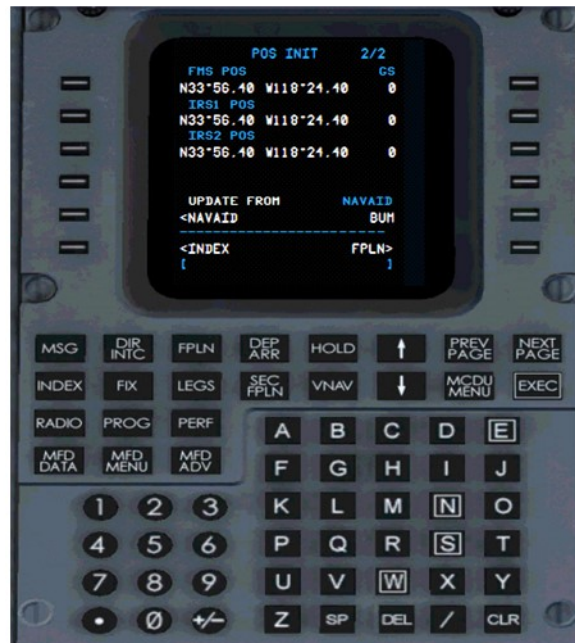 POS INIT 2/2
FMS POS GS
N33°56.40 W118°24.40 0
IRS1 POS
N33°56.40 W118°24.40 0
IRS2 POS
N33°56.40 W118°24.40 0
UPDATE FROM NAVAID
<NAVAID BUM
------------------------
<INDEX FPLN>
[ ]
MSG DIR INTC FPLN DEP ARR HOLD ↑ PREV PAGE NEXT PAGE
INDEX FIX LEGS SEC FPLN VNAV ↓ MCDU MENU EXEC
RADIO PROG PERF
MFD DATA MFD MENU MFD ADV
A B C D E
F G H I J
1 2 3 K L M N O
4 5 6 P Q R S T
7 8 9 U V W X Y
• Ø +/- Z SP DEL / CLR